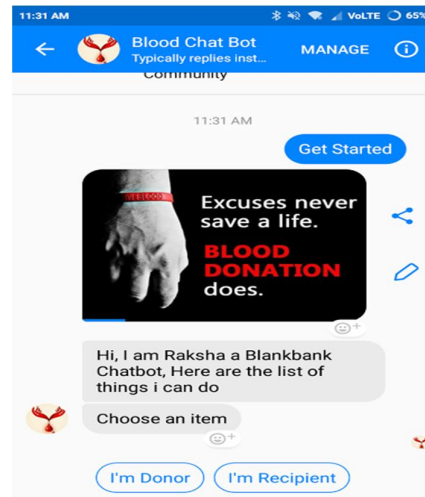 11:31 AM VoLTE 65%
Blood Chat Bot MANAGE
Typically replies inst...
Community
11:31 AM
Get Started
Excuses never
save a life.
BLOOD
DONATION
does.
Hi, I am Raksha a Blankbank
Chatbot, Here are the list of
things i can do
Choose an item
I'm Donor I'm Recipient